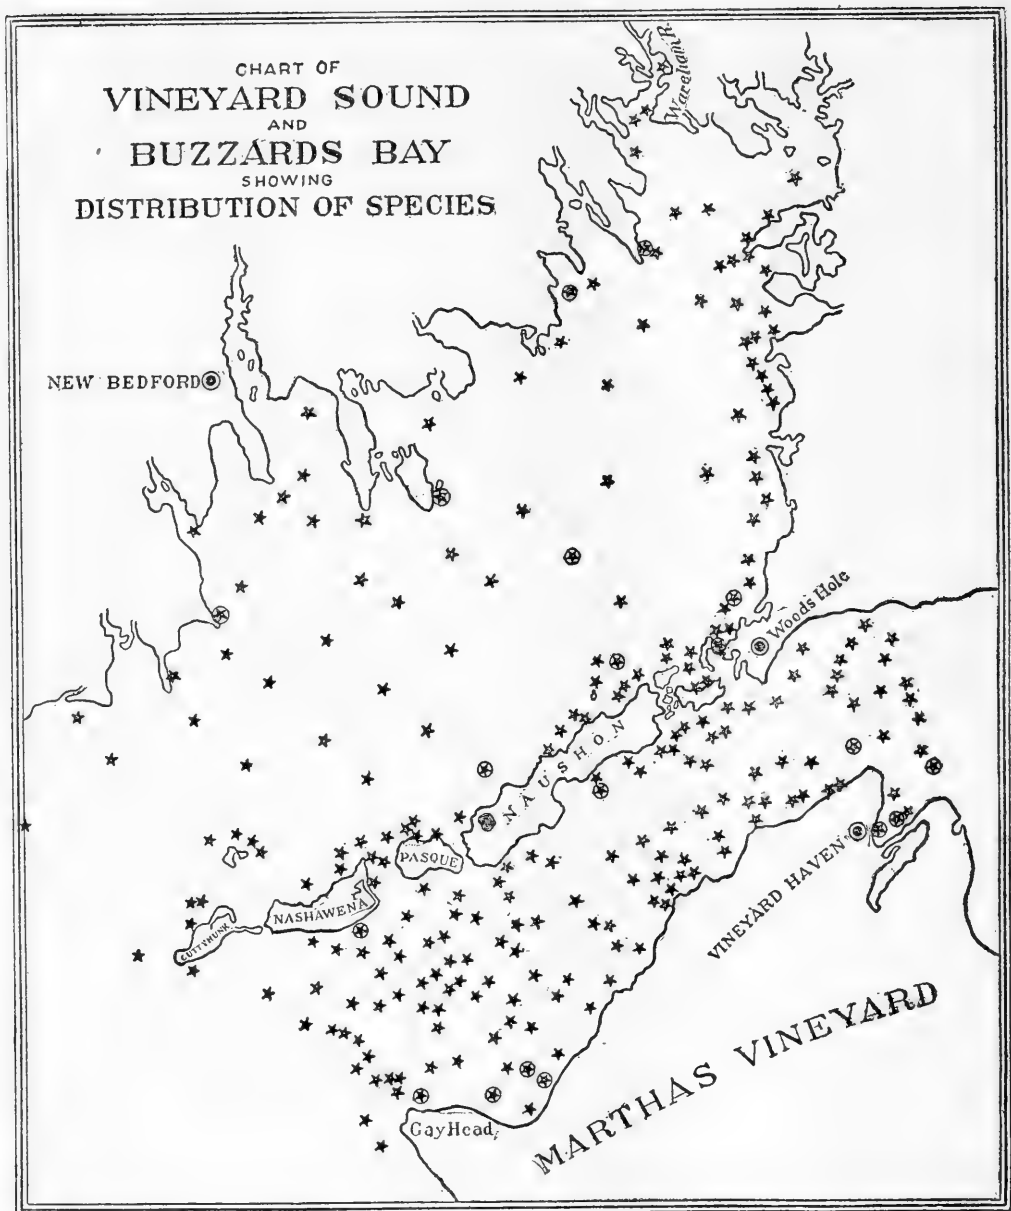 CHART OF
VINEYARD SOUND
AND
BUZZARDS BAY
SHOWING
DISTRIBUTION OF SPECIES
Wareham R.
NEW BEDFORD
Woods Hole
NAUSHON
PASQUE
NASHAWENA
CUTTYHUNK
VINEYARD HAVEN
MARTHAS VINEYARD
Gay Head